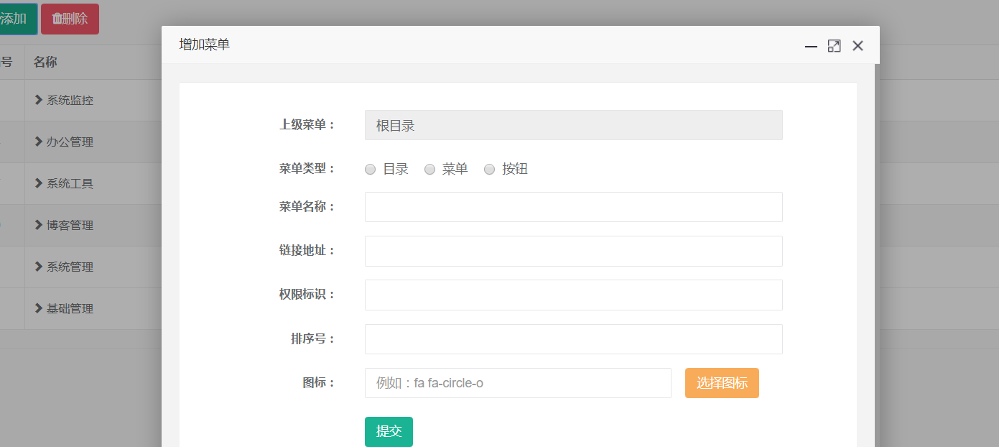 添加 删除
增加菜单
号 名称
系统监控
办公管理
系统工具
博客管理
系统管理
基础管理
上级菜单： 根目录
菜单类型： 目录 菜单 按钮
菜单名称：
链接地址：
权限标识：
排序号：
图标： 例如：fa fa-circle-o 选择图标
提交